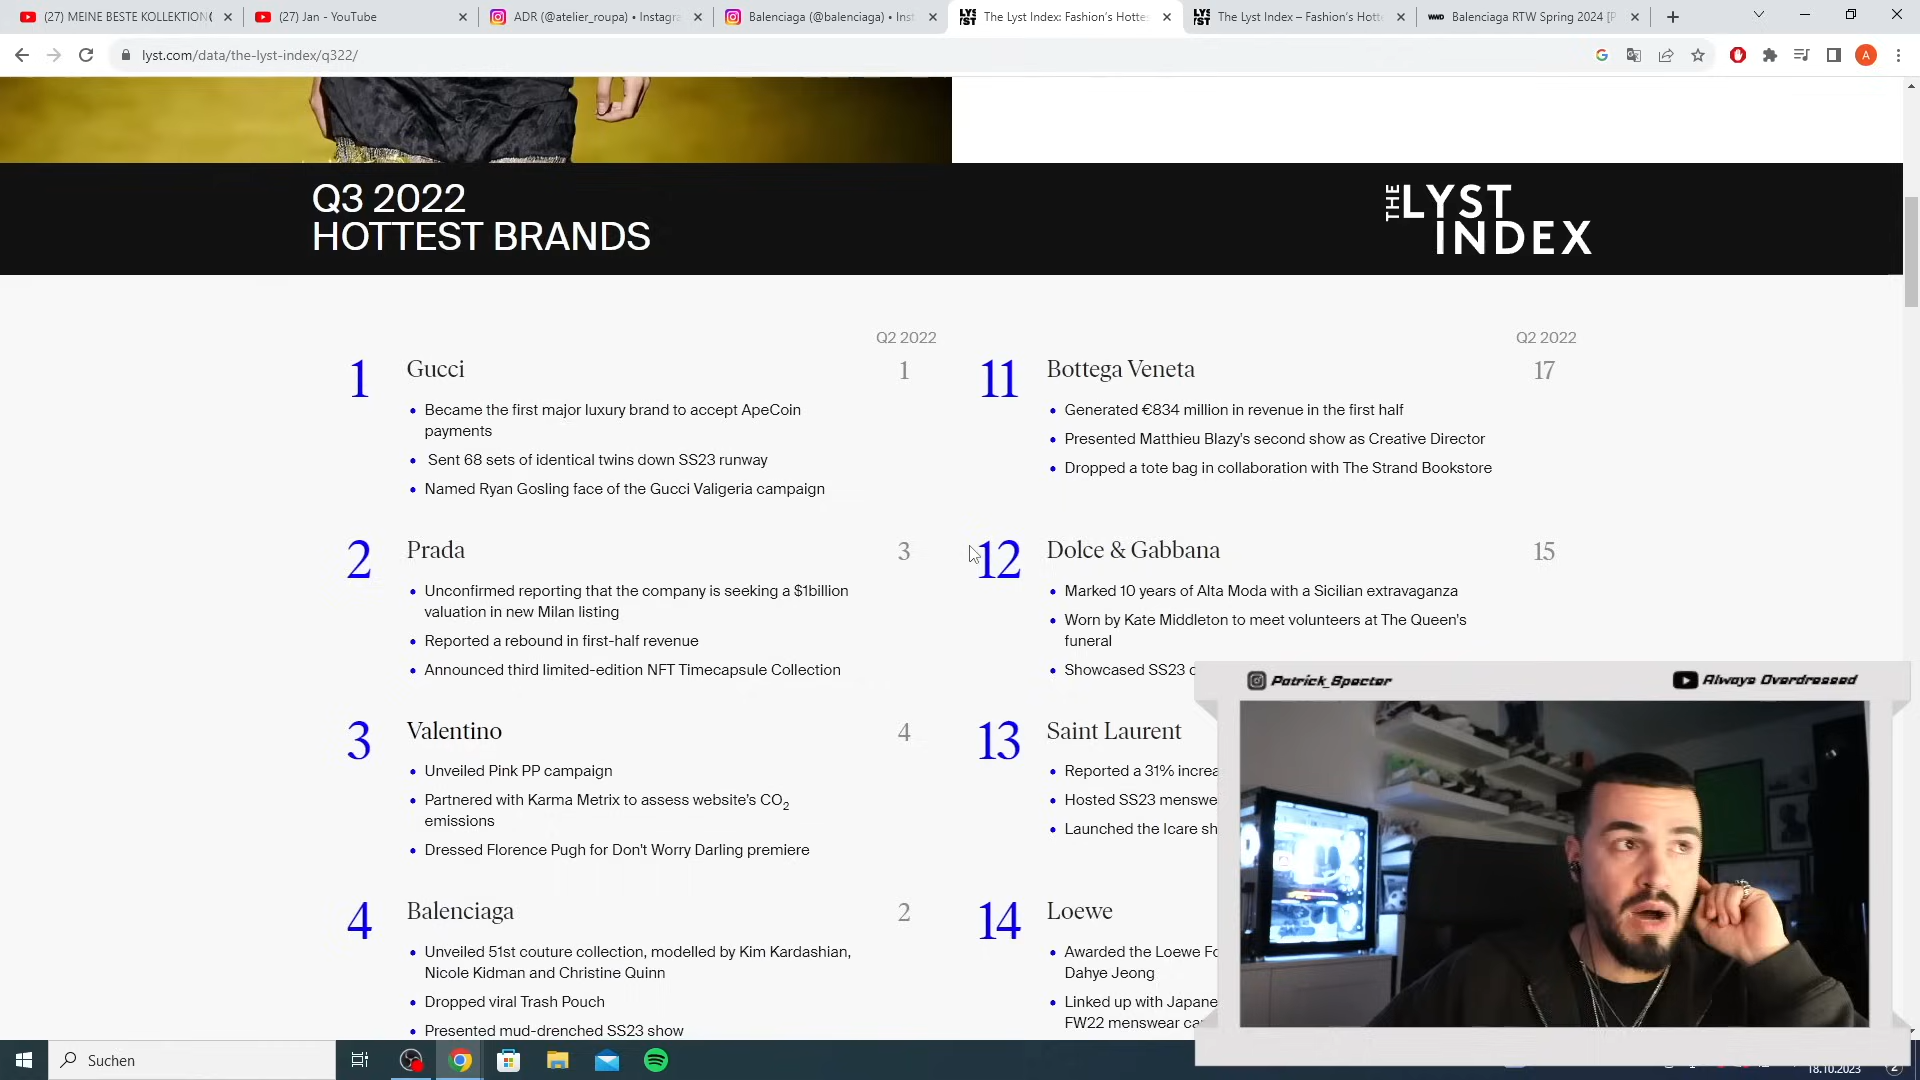 (27) MEINE BESTE KOLLEKTION
(27) Jan - YouTube
ADR (@atelier_roupa) • Instagra
Balenciaga (@balenciaga) • Inst
The Lyst Index: Fashion's Hottes
The Lyst Index – Fashion's Hott
WWD Balenciaga RTW Spring 2024 [P
lyst.com/data/the-lyst-index/q322/
A
Q3 2022
HOTTEST BRANDS
THE LYST
INDEX
Q2 2022
1 Gucci 1
• Became the first major luxury brand to accept ApeCoin
payments
• Sent 68 sets of identical twins down SS23 runway
• Named Ryan Gosling face of the Gucci Valigeria campaign
2 Prada 3
• Unconfirmed reporting that the company is seeking a $1billion
valuation in new Milan listing
• Reported a rebound in first-half revenue
• Announced third limited-edition NFT Timecapsule Collection
3 Valentino 4
• Unveiled Pink PP campaign
• Partnered with Karma Metrix to assess website's CO2
emissions
• Dressed Florence Pugh for Don't Worry Darling premiere
4 Balenciaga 2
• Unveiled 51st couture collection, modelled by Kim Kardashian,
Nicole Kidman and Christine Quinn
• Dropped viral Trash Pouch
• Presented mud-drenched SS23 show
Q2 2022
11 Bottega Veneta 17
• Generated €834 million in revenue in the first half
• Presented Matthieu Blazy's second show as Creative Director
• Dropped a tote bag in collaboration with The Strand Bookstore
12 Dolce & Gabbana 15
• Marked 10 years of Alta Moda with a Sicilian extravaganza
• Worn by Kate Middleton to meet volunteers at The Queen's
funeral
• Showcased SS23 c
13 Saint Laurent
• Reported a 31% increa
• Hosted SS23 menswe
• Launched the Icare sh
14 Loewe
• Awarded the Loewe Fo
Dahye Jeong
• Linked up with Japane
FW22 menswear ca
Patrick_Specter
Always Overdressed
Suchen
18.10.2023
2